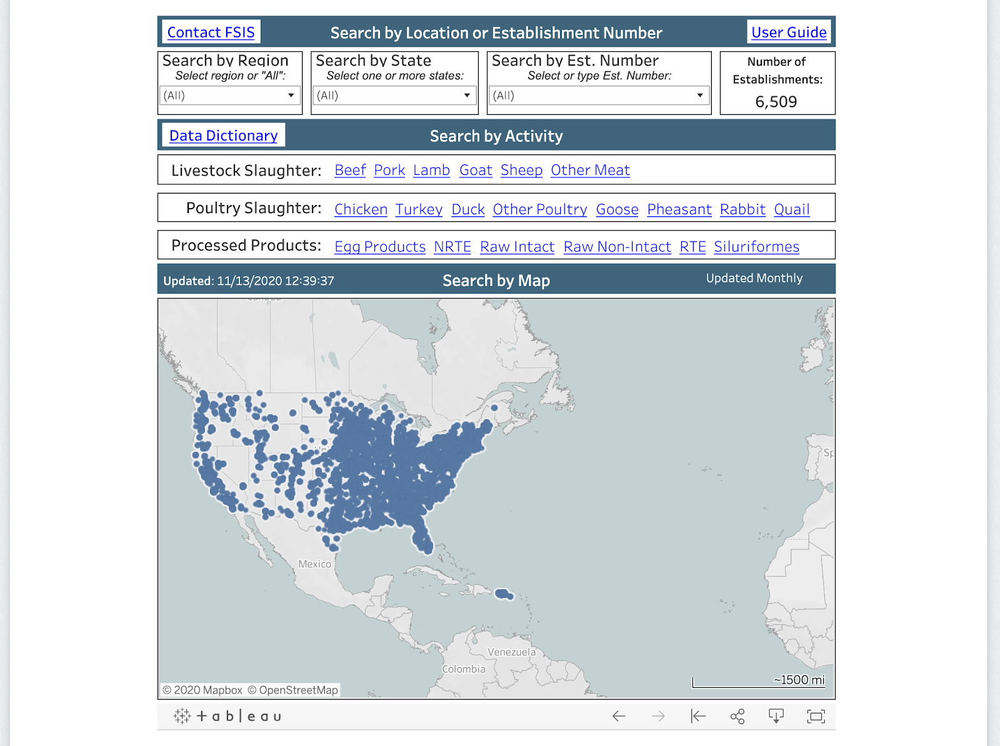 Contact FSIS
Search by Location or Establishment Number
User Guide
Search by Region
Select region or "All":
(All)
Search by State
Select one or more states:
(All)
Search by Est. Number
Select or type Est. Number:
(All)
Number of
Establishments:
6,509
Data Dictionary
Search by Activity
Livestock Slaughter: Beef Pork Lamb Goat Sheep Other Meat
Poultry Slaughter: Chicken Turkey Duck Other Poultry Goose Pheasant Rabbit Quail
Processed Products: Egg Products NRTE Raw Intact Raw Non-Intact RTE Siluriformes
Updated: 11/13/2020 12:39:37
Search by Map
Updated Monthly
Mexico
Venezuela
Colombia
~1500 mi
© 2020 Mapbox © OpenStreetMap
+ableau